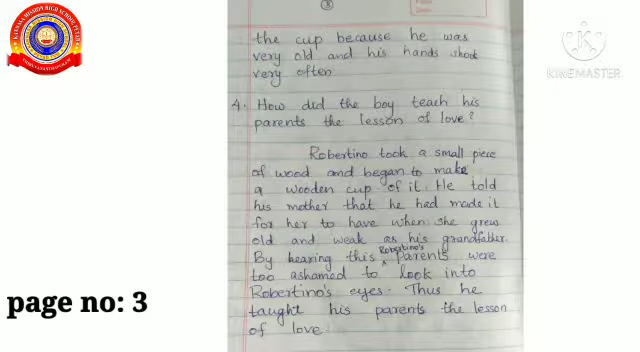 3
the cup because he was
very old and his hands shook
very often
4. How did the boy teach his
parents the lesson of love?
Robertino took a small piece
of wood and began to make
a wooden cup of it. He told
his mother that he had made it
for her to have when she grew
old and weak as his grandfather.
By hearing this Robertino's parents were
too ashamed to look into
Robertino's eyes. Thus he
taught his parents the lesson
of love
page no: 3
KINEMASTER